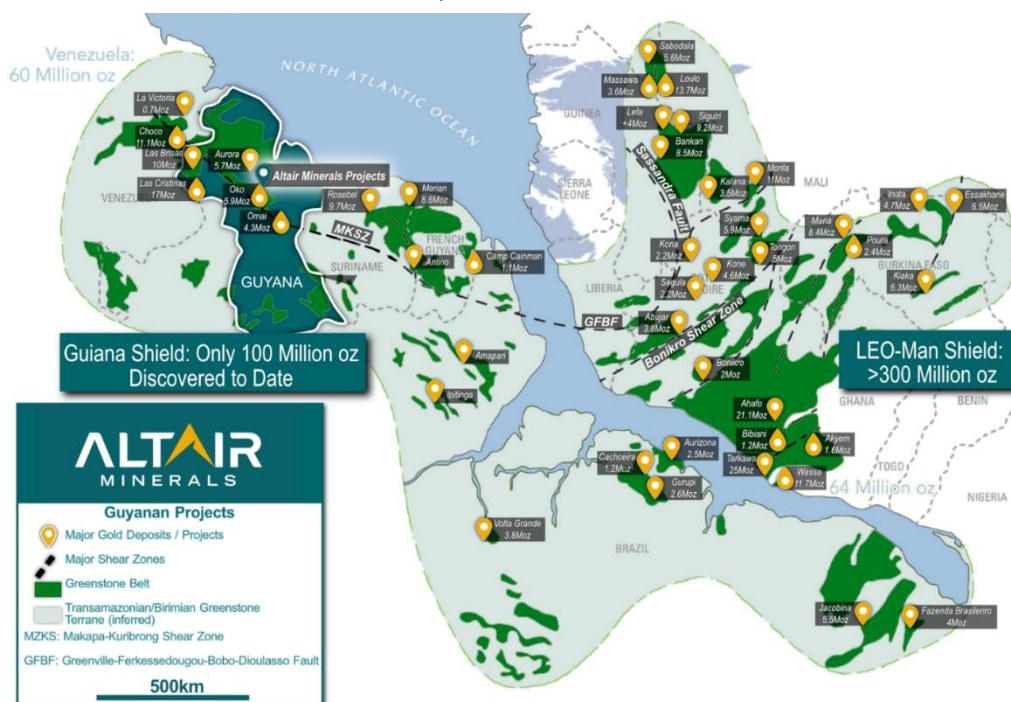 Venezuela:
60 Million oz
NORTH ATLANTIC OCEAN
La Victoria
0.7Moz
Choco
11.1Moz
Las Brisas
10Moz
Las Cristinas
17Moz
VENEZUEL
Aurora
5.7Moz
Altair Minerals Projects
Oko
5.9Moz
Omai
4.3Moz
GUYANA
Rosebel
9.7Moz
Merian
8.6Moz
MKSZ
SURINAME
FRENCH
GUYAN
Antino
Camp Cainman
1.1Moz
Amapari
Ipitinga
GFBF
Sabodala
5.6Moz
Massawa
3.6Moz
Loulo
13.7Moz
GUINEA
Lefa
+4Moz
Siguiri
9.2Moz
Bankan
8.5Moz
Sassandra Fault
SIERRA
LEONE
Kalana
3.5Moz
Morila
11Moz
MALI
Syama
5.9Moz
Kona
2.2Moz
Tongon
5Moz
Kone
4.6Moz
Seguia
2.2Moz
OIRE
LIBERIA
Abujar
3.8Moz
Bonikro Shear Zone
Bonikro
2Moz
Inata
4.7Moz
Essakhane
6.6Moz
Maria
8.4Moz
Poura
2.4Moz
BURKINA FASO
Kiaka
6.3Moz
Guiana Shield: Only 100 Million oz
Discovered to Date
LEO-Man Shield:
>300 Million oz
GHANA
BENIN
TOGO
NIGERIA
Ahafo
21.1Moz
Bibiani
1.2Moz
Akyem
1.6Moz
Tarkawa
25Moz
Wassa
11.7Moz
64 Million oz
Aurizona
2.5Moz
Cachoeira
1.2Moz
Gurupi
2.6Moz
Volta Grande
3.8Moz
BRAZIL
Jacobina
5.5Moz
Fazenda Brasileriro
4Moz
ALTAIR
MINERALS
Guyanan Projects
Major Gold Deposits / Projects
Major Shear Zones
Greenstone Belt
Transamazonian/Birimian Greenstone
Terrane (inferred)
MZKS: Makapa-Kuribrong Shear Zone
GFBF: Greenville-Ferkessedougou-Bobo-Dioulasso Fault
500km